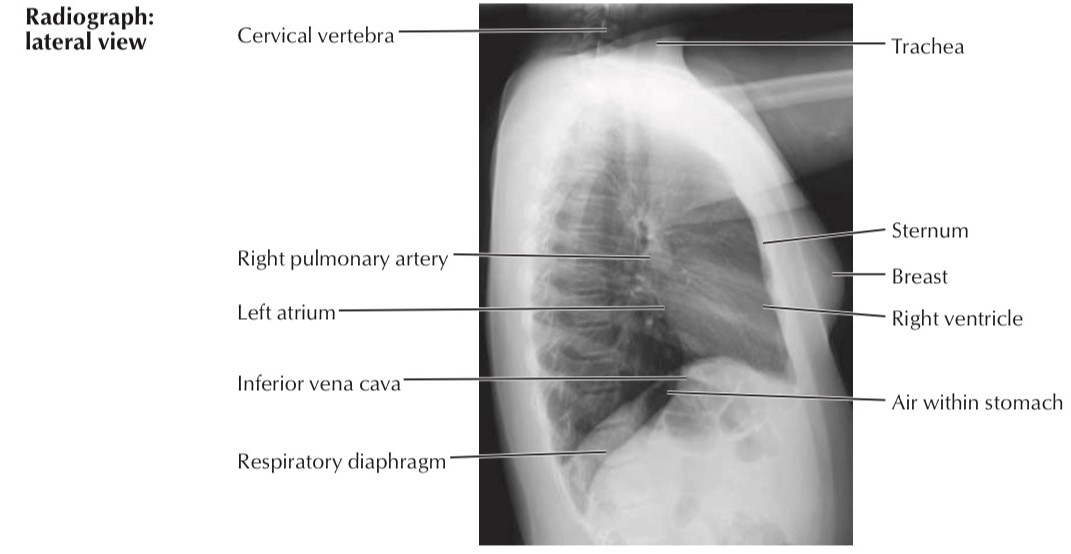 Radiograph:
lateral view
Cervical vertebra
Trachea
Sternum
Right pulmonary artery
Breast
Left atrium
Right ventricle
Inferior vena cava
Air within stomach
Respiratory diaphragm